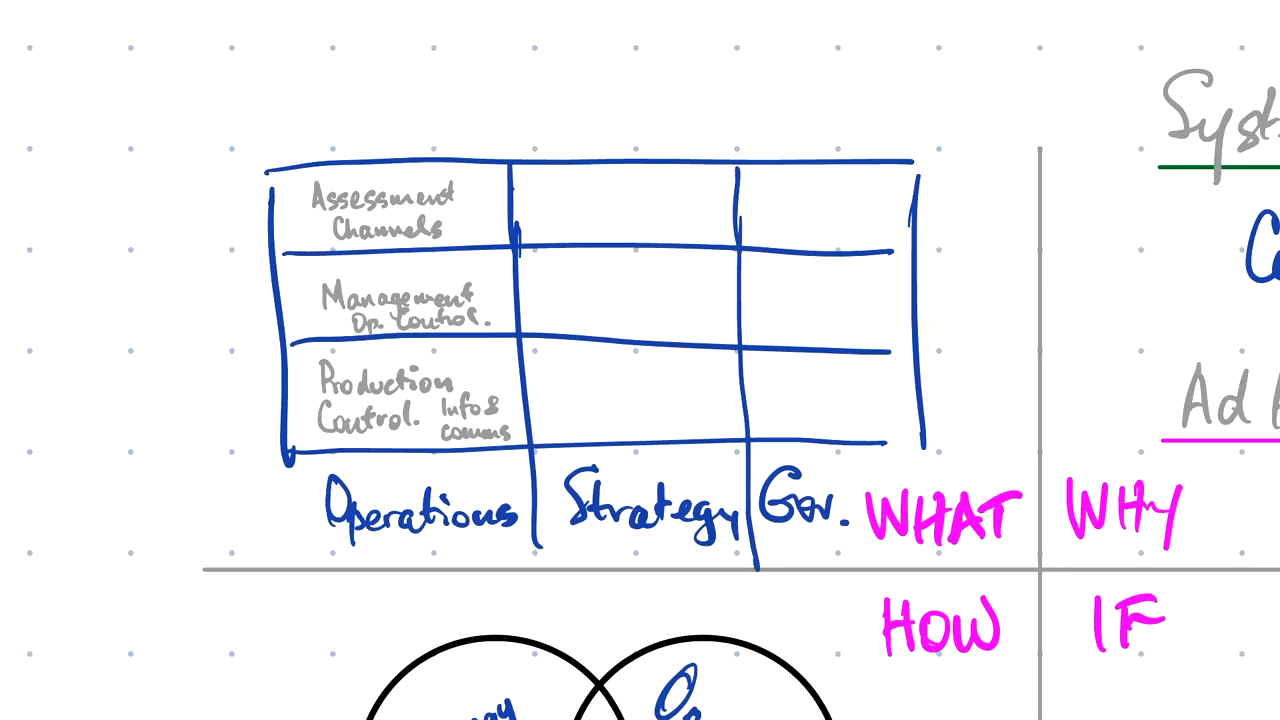 Assessment
Channels
Management
Op. Control.
Production
Control. Info &
comms
Operations Strategy Gov.
WHAT WHY
HOW IF
Syst
Ad